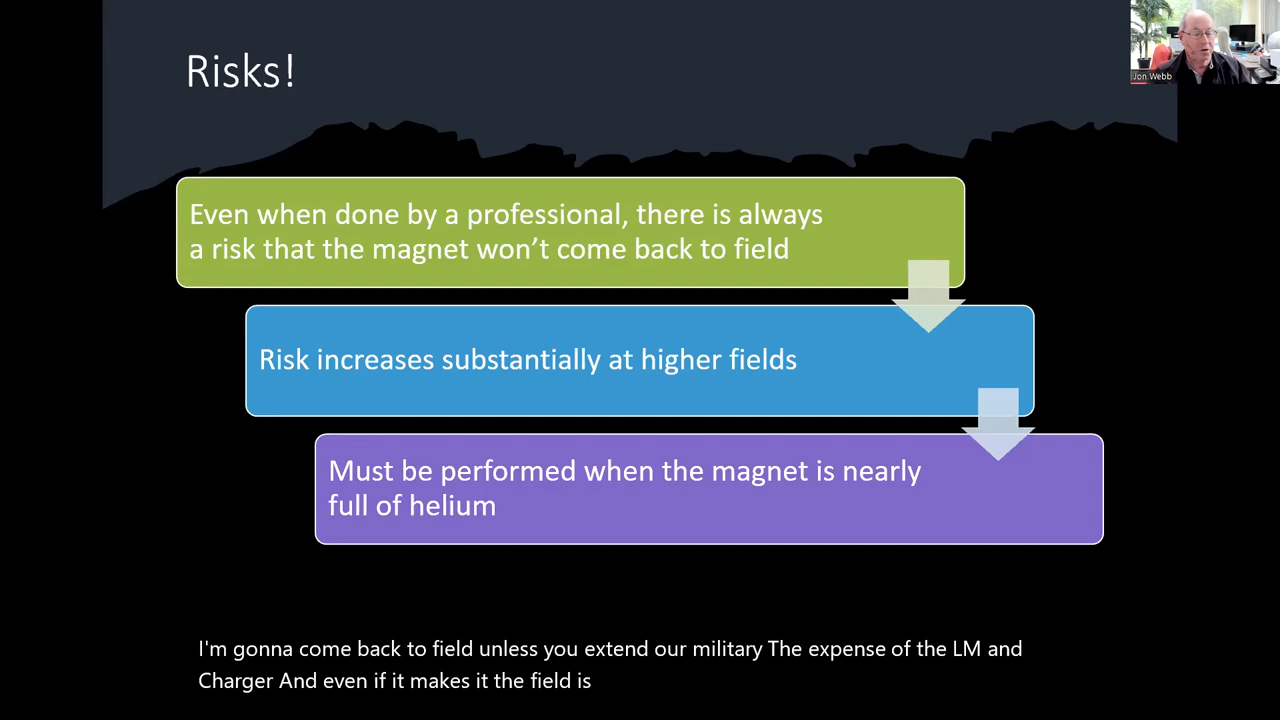 Risks!
Jon Webb
Even when done by a professional, there is always
a risk that the magnet won’t come back to field
Risk increases substantially at higher fields
Must be performed when the magnet is nearly
full of helium
I'm gonna come back to field unless you extend our military The expense of the LM and
Charger And even if it makes it the field is